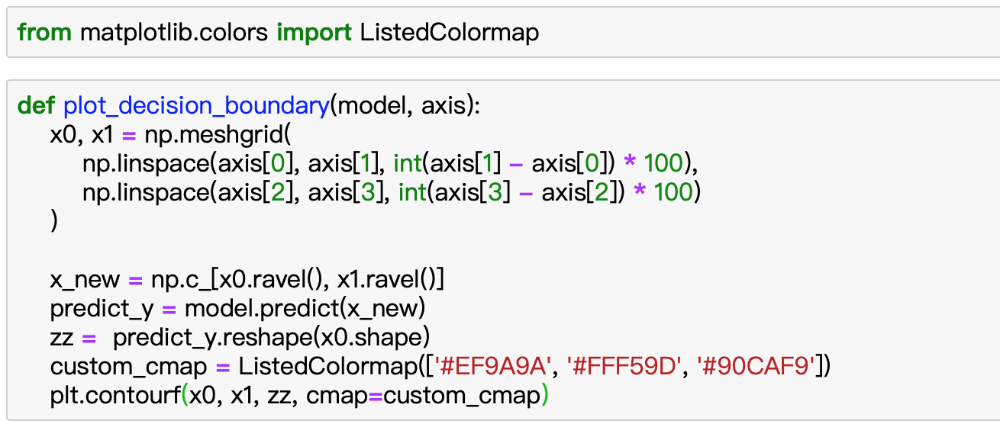 from matplotlib.colors import ListedColormap
def plot_decision_boundary(model, axis):
    x0, x1 = np.meshgrid(
        np.linspace(axis[0], axis[1], int(axis[1] - axis[0]) * 100),
        np.linspace(axis[2], axis[3], int(axis[3] - axis[2]) * 100)
    )
    x_new = np.c_[x0.ravel(), x1.ravel()]
    predict_y = model.predict(x_new)
    zz =  predict_y.reshape(x0.shape)
    custom_cmap = ListedColormap(['#EF9A9A', '#FFF59D', '#90CAF9'])
    plt.contourf(x0, x1, zz, cmap=custom_cmap)